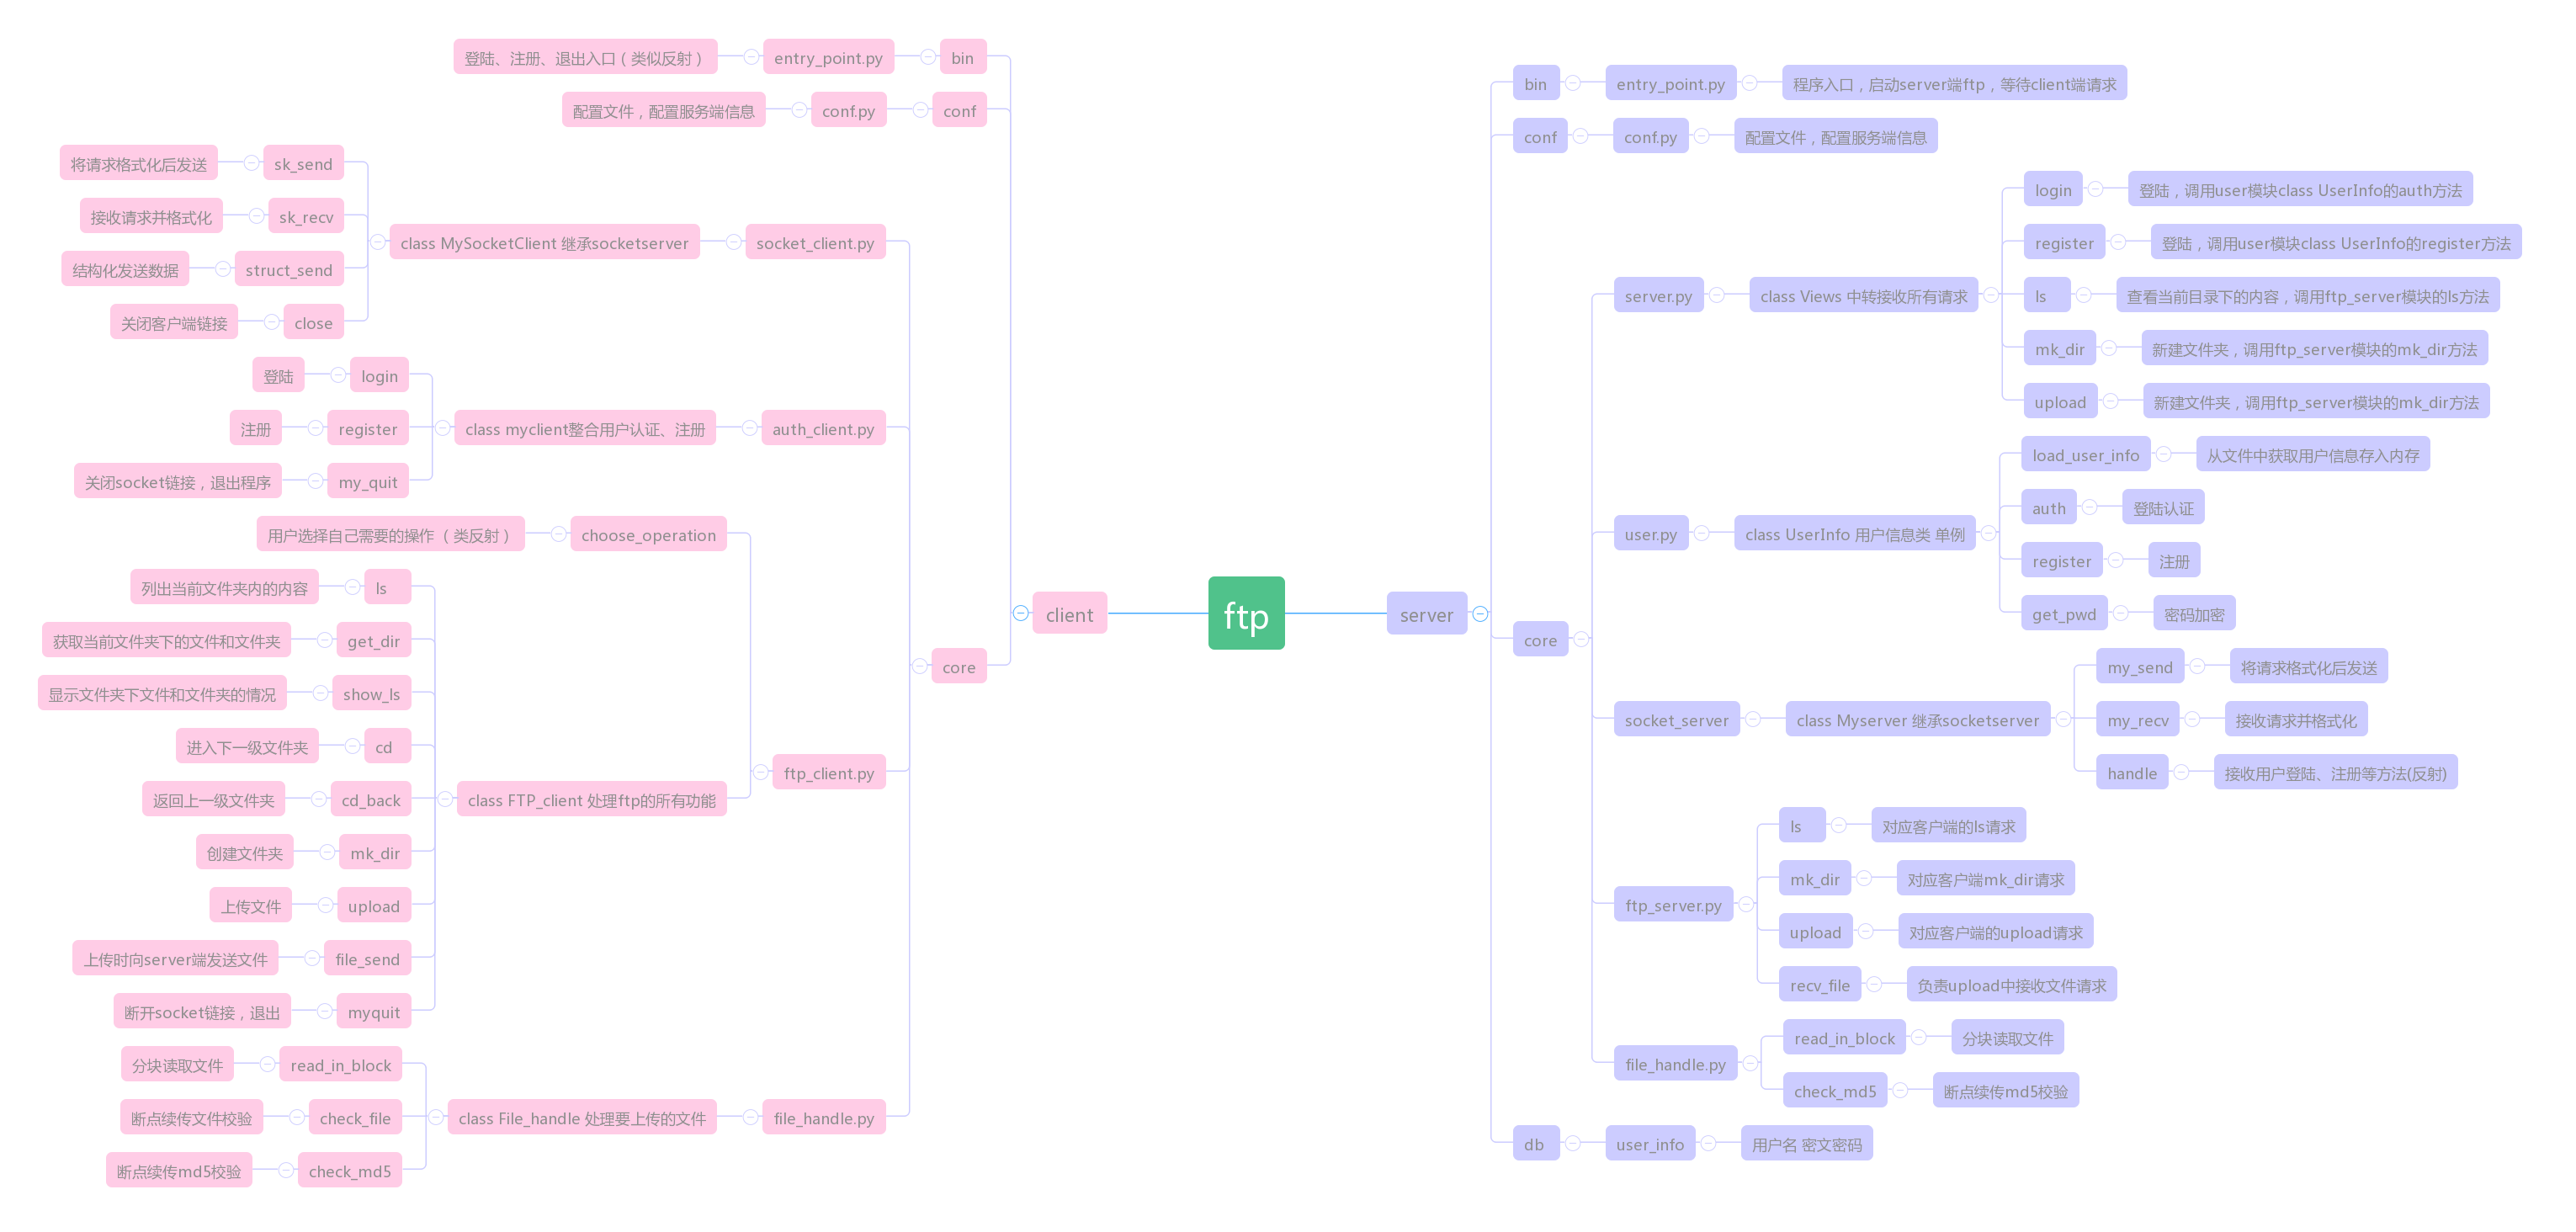 ftp
client
bin
entry_point.py
登陆、注册、退出入口（类似反射）
conf
conf.py
配置文件，配置服务端信息
core
socket_client.py
class MySocketClient 继承socketserver
sk_send
将请求格式化后发送
sk_recv
接收请求并格式化
struct_send
结构化发送数据
close
关闭客户端链接
auth_client.py
class myclient整合用户认证、注册
login
登陆
register
注册
my_quit
关闭socket链接，退出程序
ftp_client.py
choose_operation
用户选择自己需要的操作 （类反射）
class FTP_client 处理ftp的所有功能
ls
列出当前文件夹内的内容
get_dir
获取当前文件夹下的文件和文件夹
show_ls
显示文件夹下文件和文件夹的情况
cd
进入下一级文件夹
cd_back
返回上一级文件夹
mk_dir
创建文件夹
upload
上传文件
file_send
上传时向server端发送文件
myquit
断开socket链接，退出
file_handle.py
class File_handle 处理要上传的文件
read_in_block
分块读取文件
check_file
断点续传文件校验
check_md5
断点续传md5校验
server
bin
entry_point.py
程序入口，启动server端ftp，等待client端请求
conf
conf.py
配置文件，配置服务端信息
core
server.py
class Views 中转接收所有请求
login
登陆，调用user模块class UserInfo的auth方法
register
登陆，调用user模块class UserInfo的register方法
ls
查看当前目录下的内容，调用ftp_server模块的ls方法
mk_dir
新建文件夹，调用ftp_server模块的mk_dir方法
upload
新建文件夹，调用ftp_server模块的mk_dir方法
user.py
class UserInfo 用户信息类 单例
load_user_info
从文件中获取用户信息存入内存
auth
登陆认证
register
注册
get_pwd
密码加密
socket_server
class Myserver 继承socketserver
my_send
将请求格式化后发送
my_recv
接收请求并格式化
handle
接收用户登陆、注册等方法(反射)
ftp_server.py
ls
对应客户端的ls请求
mk_dir
对应客户端mk_dir请求
upload
对应客户端的upload请求
recv_file
负责upload中接收文件请求
file_handle.py
read_in_block
分块读取文件
check_md5
断点续传md5校验
db
user_info
用户名 密文密码